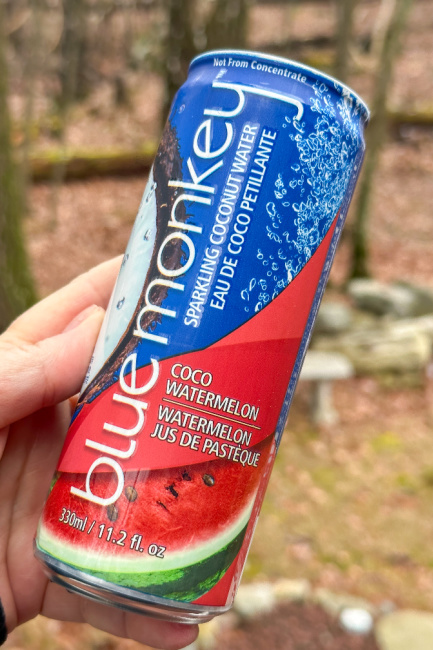 Not From Concentrate
blue monkey
SPARKLING COCONUT WATER
EAU DE COCO PETILLANTE
COCO
WATERMELON
WATERMELON
JUS DE PASTÈQUE
330ml / 11.2 fl. oz